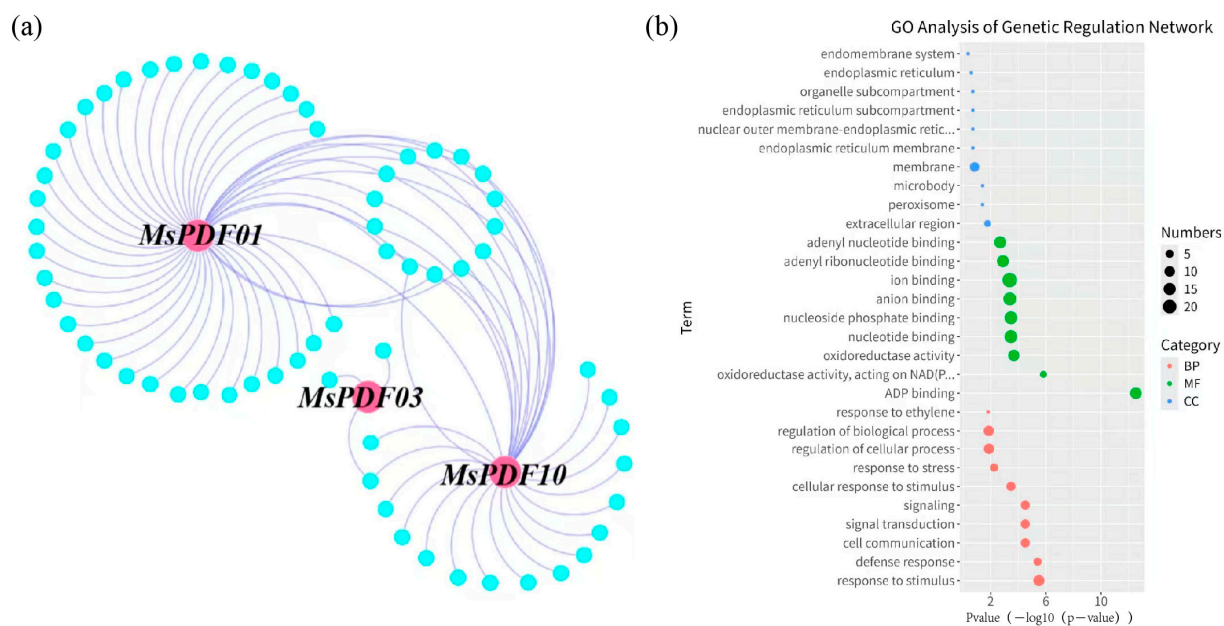 (a)
MsPDF01
MsPDF03
MsPDF10
(b)
GO Analysis of Genetic Regulation Network
Term
endomembrane system
endoplasmic reticulum
organelle subcompartment
endoplasmic reticulum subcompartment
nuclear outer membrane-endoplasmic retic...
endoplasmic reticulum membrane
membrane
microbody
peroxisome
extracellular region
adenyl nucleotide binding
adenyl ribonucleotide binding
ion binding
anion binding
nucleoside phosphate binding
nucleotide binding
oxidoreductase activity
oxidoreductase activity, acting on NAD(P...
ADP binding
response to ethylene
regulation of biological process
regulation of cellular process
response to stress
cellular response to stimulus
signaling
signal transduction
cell communication
defense response
response to stimulus
2 6 10
Pvalue (−log10 (p−value))
Numbers
5
10
15
20
Category
BP
MF
CC